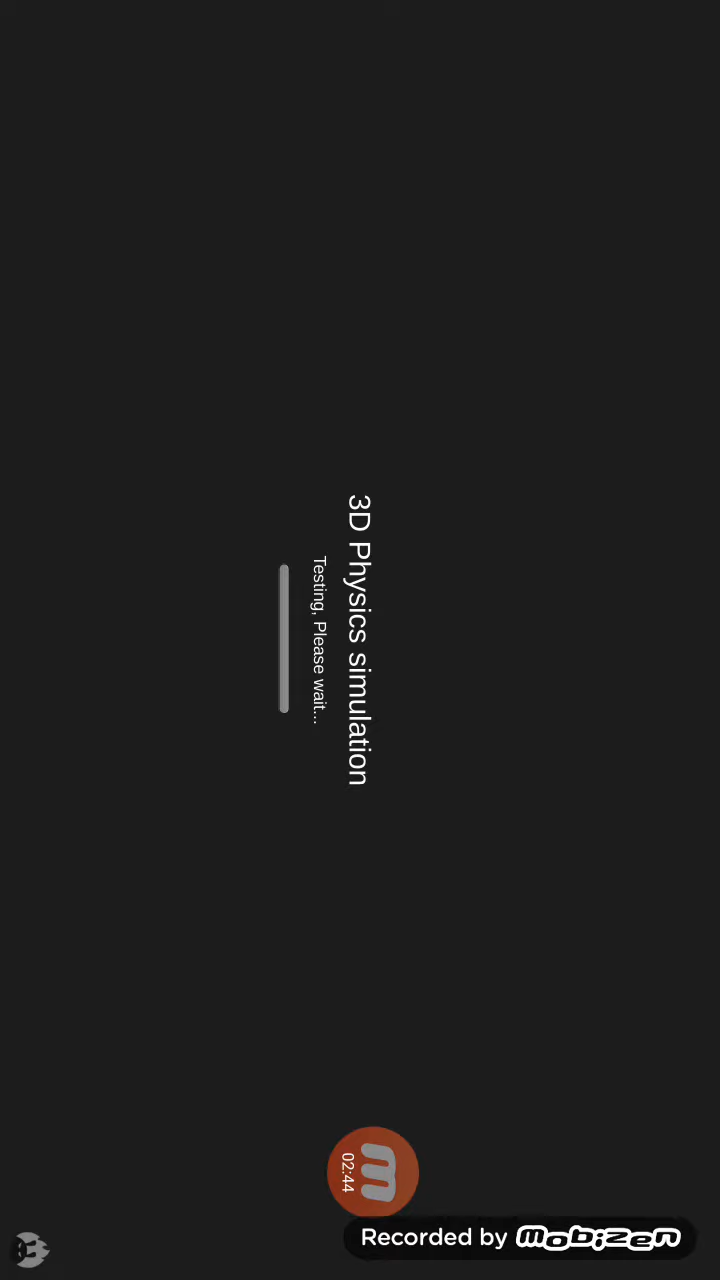 3D Physics simulation
Testing, Please wait...
m
02:44
Recorded by mobizen